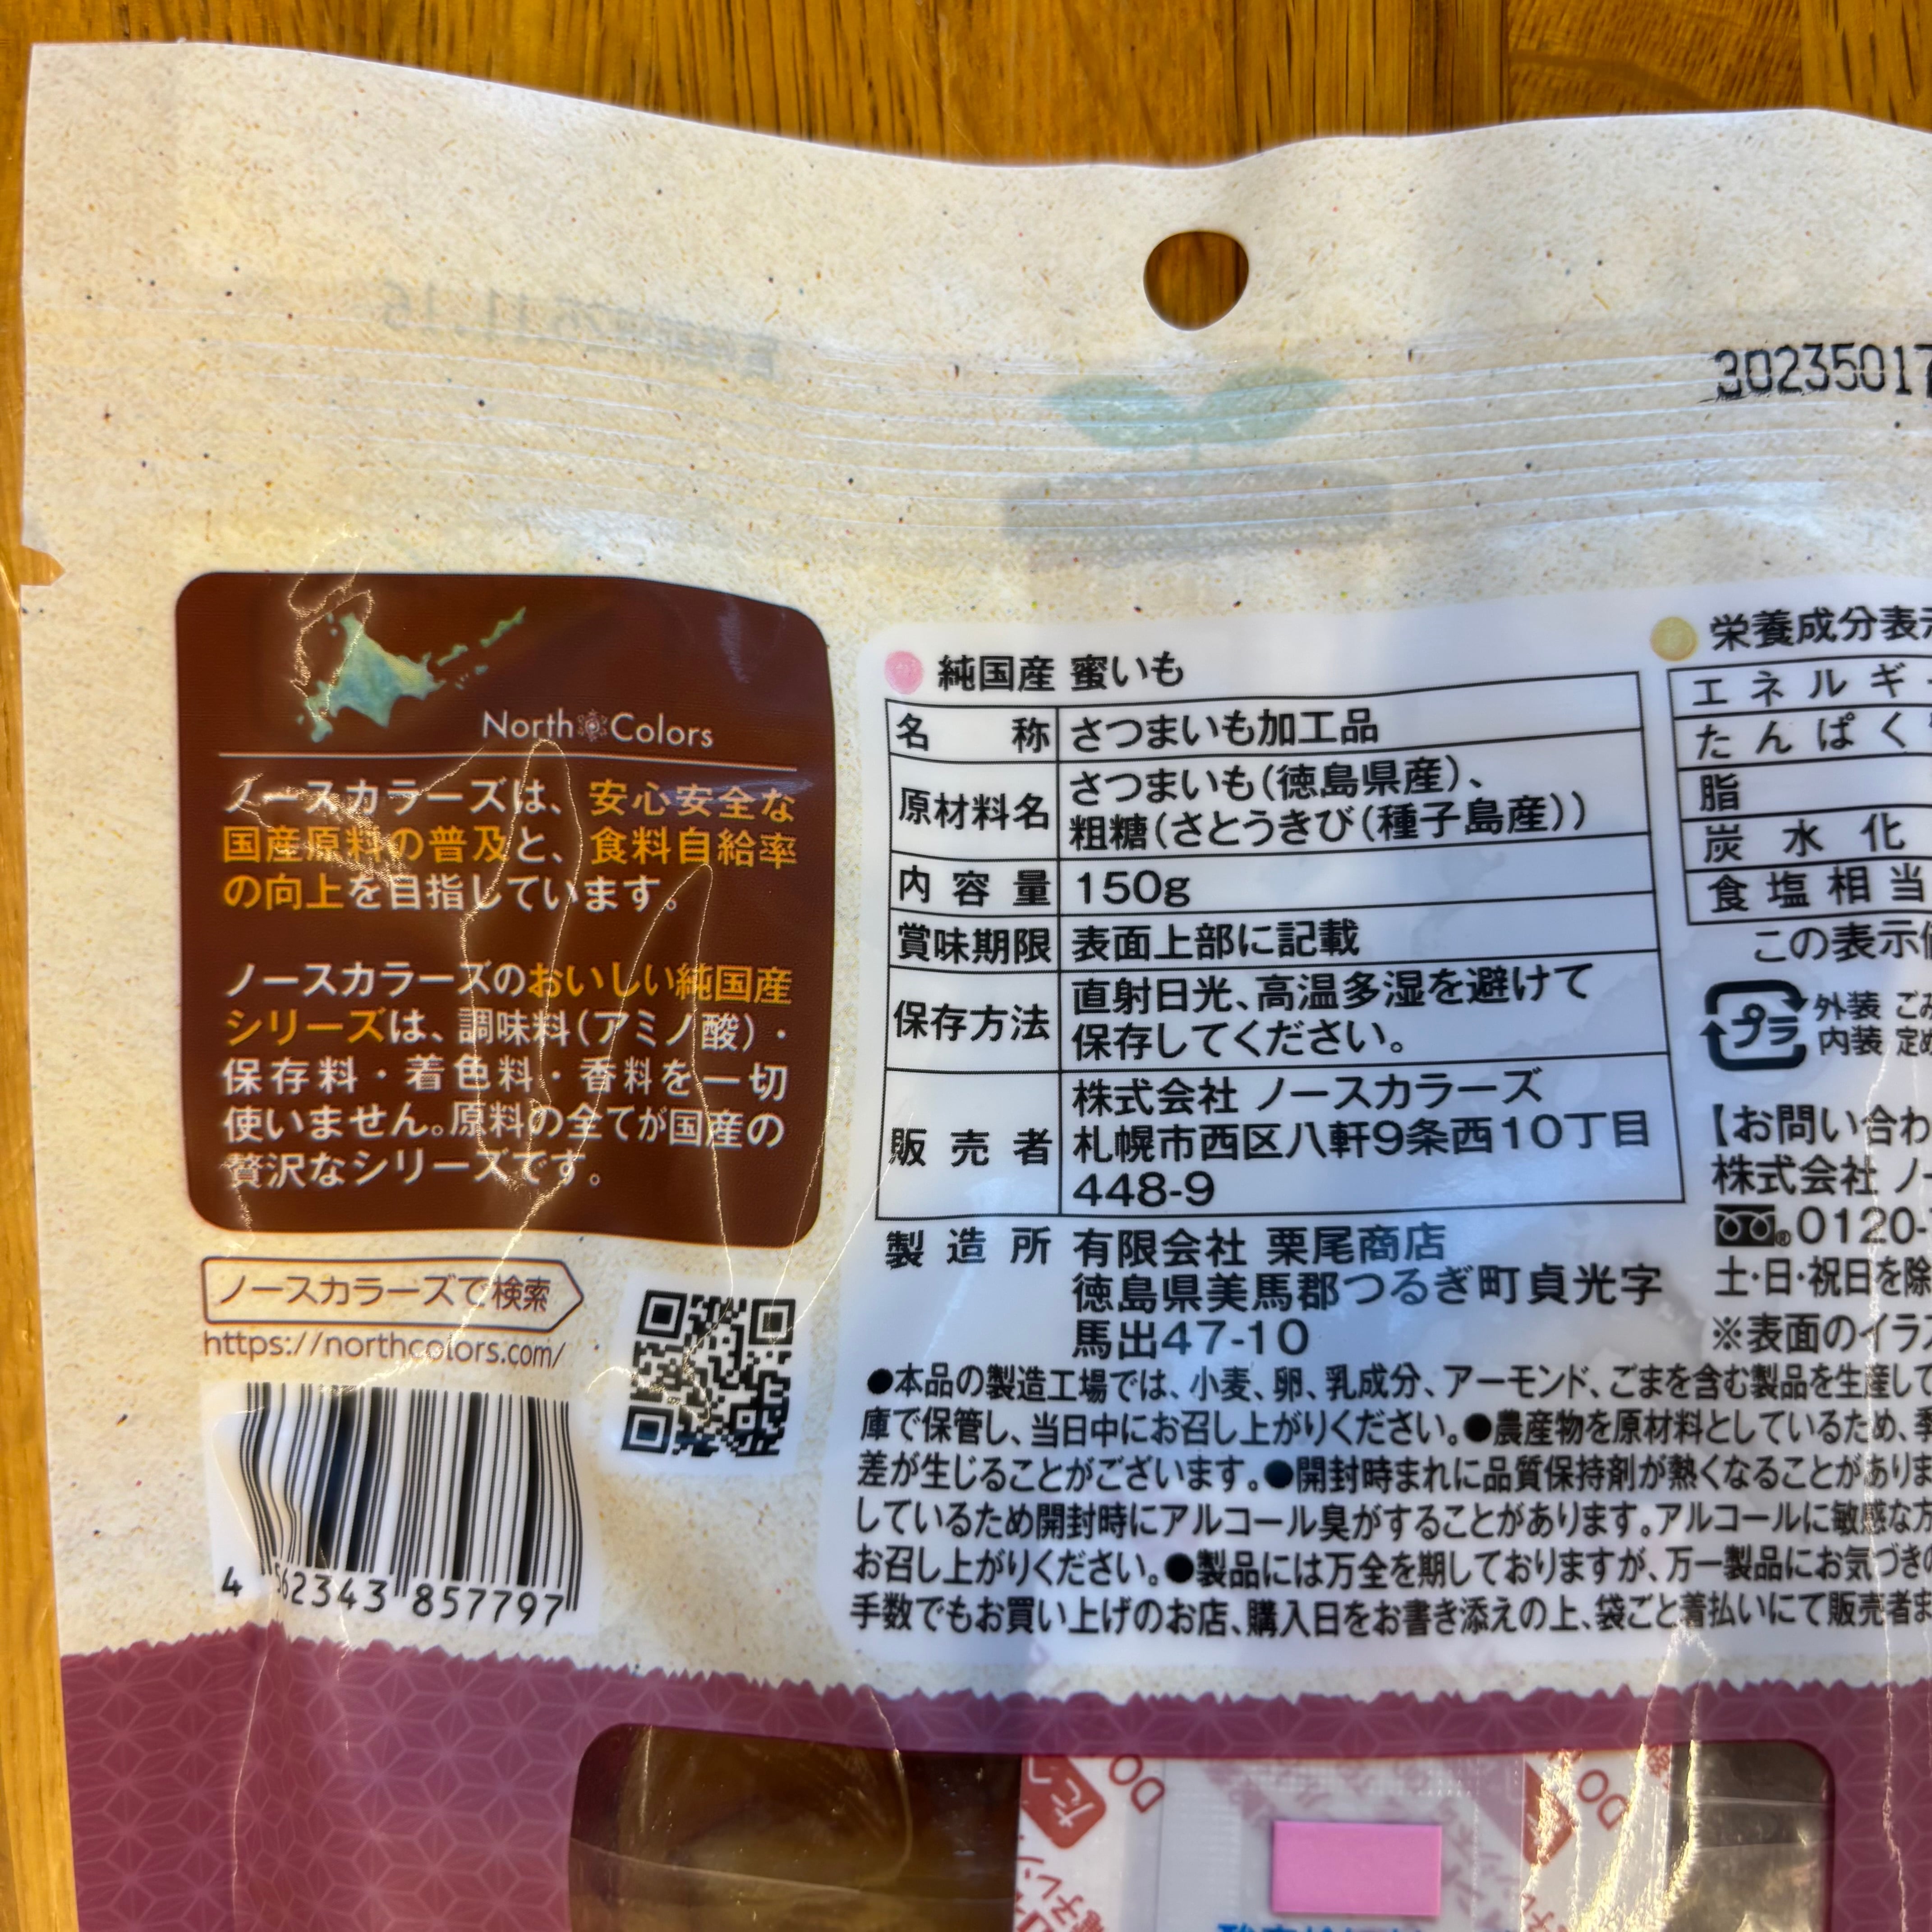 30235017
North Colors
ノースカラーズは、安心安全な
国産原料の普及と、食料自給率
の向上を目指しています。
ノースカラーズのおいしい純国産
シリーズは、調味料(アミノ酸)・
保存料・着色料・香料を一切
使いません。原料の全てが国産の
贅沢なシリーズです。
ノースカラーズで検索
https://northcolors.com/
4 562343 857797
純国産 蜜いも
名称 さつまいも加工品
原材料名 さつまいも(徳島県産)、
粗糖(さとうきび(種子島産))
内容量 150g
賞味期限 表面上部に記載
保存方法 直射日光、高温多湿を避けて
保存してください。
販売者 株式会社 ノースカラーズ
札幌市西区八軒9条西10丁目
448-9
製造所 有限会社 栗尾商店
徳島県美馬郡つるぎ町貞光字
馬出47-10
栄養成分表
エネルギ
たんぱく
脂
炭水化
食塩相当
この表示
プラ 外装
内装
【お問い合わ
株式会社 ノ
0120-
土・日・祝日を除
※表面のイラ
●本品の製造工場では、小麦、卵、乳成分、アーモンド、ごまを含む製品を生産して
庫で保管し、当日中にお召し上がりください。●農産物を原材料としているため、季
差が生じることがございます。●開封時まれに品質保持剤が熱くなることがありま
しているため開封時にアルコール臭がすることがあります。アルコールに敏感な方
お召し上がりください。●製品には万全を期しておりますが、万一製品にお気づきの
手数でもお買い上げのお店、購入日をお書き添えの上、袋ごと着払いにて販売者ま